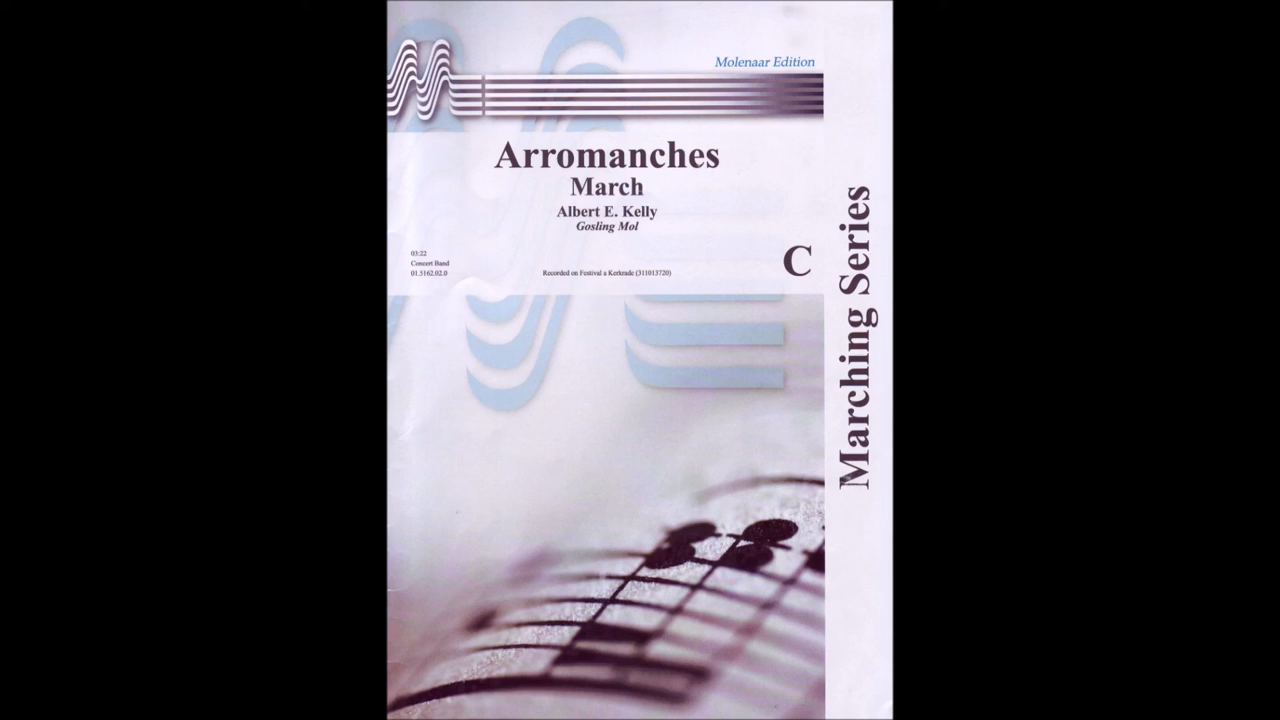 Molenaar Edition
Arromanches
March
Albert E. Kelly
Gosling Mol
03:22
Concert Band
01.5162.02.0
Recorded on Festival a Kerkrade (311013720)
C
Marching Series